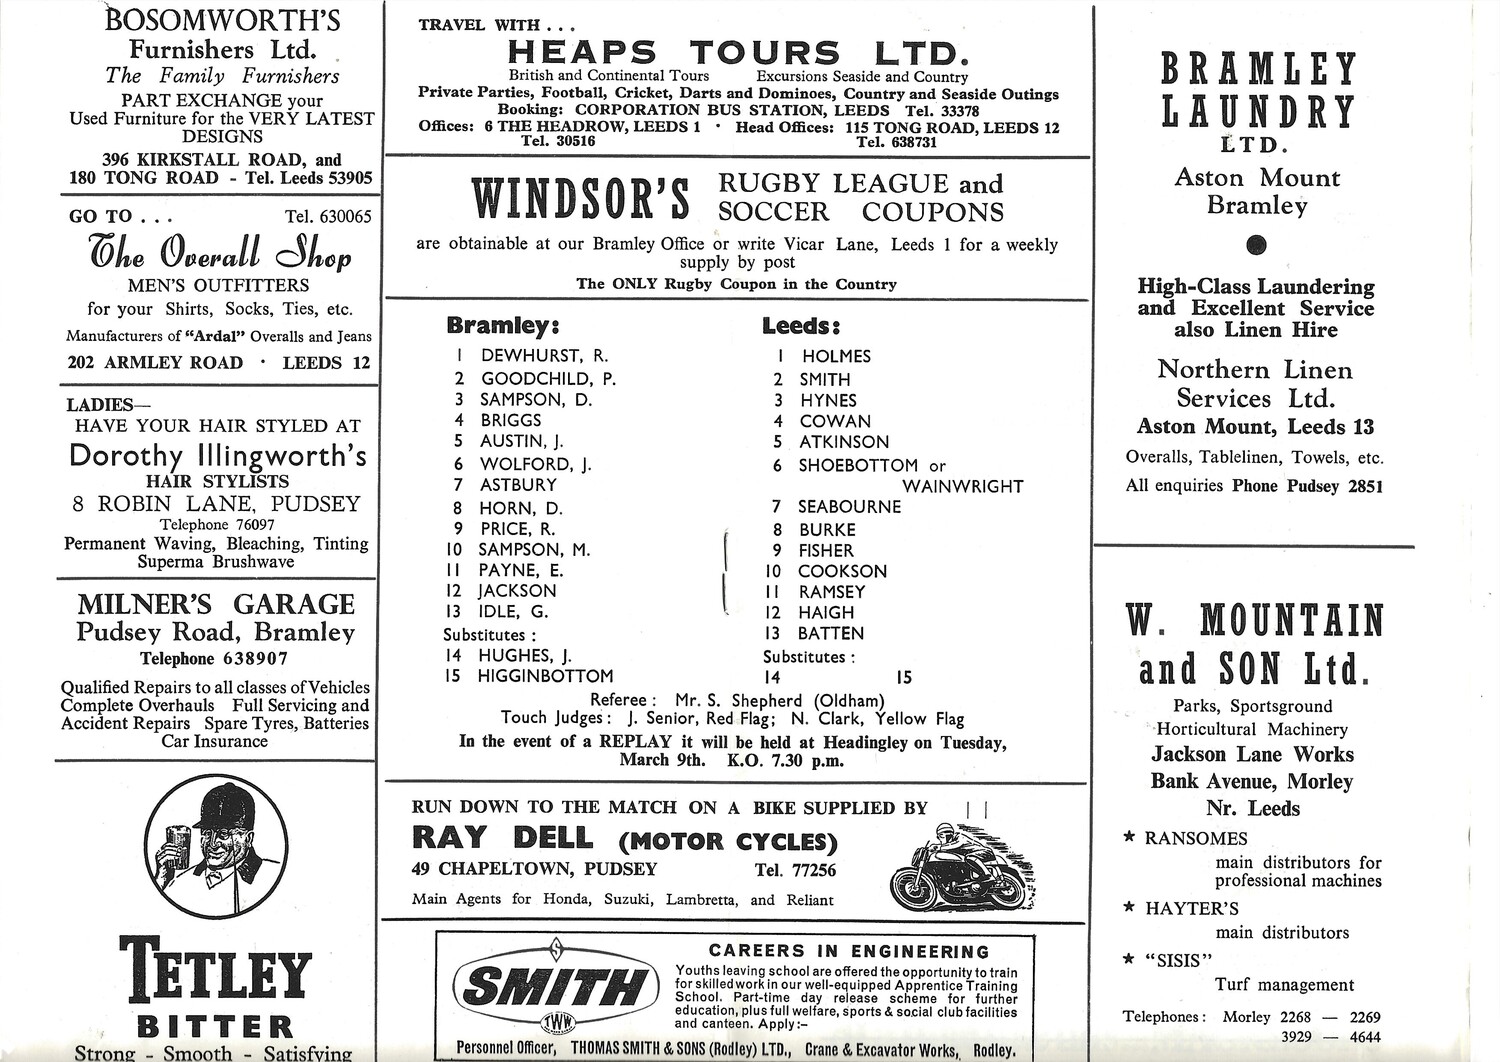 BOSOMWORTH'S
Furnishers Ltd.
The Family Furnishers
PART EXCHANGE your
Used Furniture for the VERY LATEST
DESIGNS
396 KIRKSTALL ROAD, and
180 TONG ROAD - Tel. Leeds 53905
GO TO . . . Tel. 630065
The Overall Shop
MEN'S OUTFITTERS
for your Shirts, Socks, Ties, etc.
Manufacturers of "Ardal" Overalls and Jeans
202 ARMLEY ROAD · LEEDS 12
LADIES—
HAVE YOUR HAIR STYLED AT
Dorothy Illingworth's
HAIR STYLISTS
8 ROBIN LANE, PUDSEY
Telephone 76097
Permanent Waving, Bleaching, Tinting
Superma Brushwave
MILNER'S GARAGE
Pudsey Road, Bramley
Telephone 638907
Qualified Repairs to all classes of Vehicles
Complete Overhauls Full Servicing and
Accident Repairs Spare Tyres, Batteries
Car Insurance
TETLEY
BITTER
Strong - Smooth - Satisfying
TRAVEL WITH . . .
HEAPS TOURS LTD.
British and Continental Tours Excursions Seaside and Country
Private Parties, Football, Cricket, Darts and Dominoes, Country and Seaside Outings
Booking: CORPORATION BUS STATION, LEEDS Tel. 33378
Offices: 6 THE HEADROW, LEEDS 1 · Head Offices: 115 TONG ROAD, LEEDS 12
Tel. 30516 Tel. 638731
WINDSOR'S RUGBY LEAGUE and
SOCCER COUPONS
are obtainable at our Bramley Office or write Vicar Lane, Leeds 1 for a weekly
supply by post
The ONLY Rugby Coupon in the Country
Bramley:
1 DEWHURST, R.
2 GOODCHILD, P.
3 SAMPSON, D.
4 BRIGGS
5 AUSTIN, J.
6 WOLFORD, J.
7 ASTBURY
8 HORN, D.
9 PRICE, R.
10 SAMPSON, M.
11 PAYNE, E.
12 JACKSON
13 IDLE, G.
Substitutes :
14 HUGHES, J.
15 HIGGINBOTTOM
Leeds:
1 HOLMES
2 SMITH
3 HYNES
4 COWAN
5 ATKINSON
6 SHOEBOTTOM or
WAINWRIGHT
7 SEABOURNE
8 BURKE
9 FISHER
10 COOKSON
11 RAMSEY
12 HAIGH
13 BATTEN
Substitutes :
14 15
Referee : Mr. S. Shepherd (Oldham)
Touch Judges : J. Senior, Red Flag; N. Clark, Yellow Flag
In the event of a REPLAY it will be held at Headingley on Tuesday,
March 9th. K.O. 7.30 p.m.
RUN DOWN TO THE MATCH ON A BIKE SUPPLIED BY
RAY DELL (MOTOR CYCLES)
49 CHAPELTOWN, PUDSEY Tel. 77256
Main Agents for Honda, Suzuki, Lambretta, and Reliant
S
SMITH
TWW
CAREERS IN ENGINEERING
Youths leaving school are offered the opportunity to train
for skilled work in our well-equipped Apprentice Training
School. Part-time day release scheme for further
education, plus full welfare, sports & social club facilities
and canteen. Apply:-
Personnel Officer, THOMAS SMITH & SONS (Rodley) LTD., Crane & Excavator Works, Rodley.
BRAMLEY
LAUNDRY
LTD.
Aston Mount
Bramley
High-Class Laundering
and Excellent Service
also Linen Hire
Northern Linen
Services Ltd.
Aston Mount, Leeds 13
Overalls, Tablelinen, Towels, etc.
All enquiries Phone Pudsey 2851
W. MOUNTAIN
and SON Ltd.
Parks, Sportsground
Horticultural Machinery
Jackson Lane Works
Bank Avenue, Morley
Nr. Leeds
★ RANSOMES
main distributors for
professional machines
★ HAYTER'S
main distributors
★ "SISIS"
Turf management
Telephones : Morley 2268 — 2269
3929 — 4644